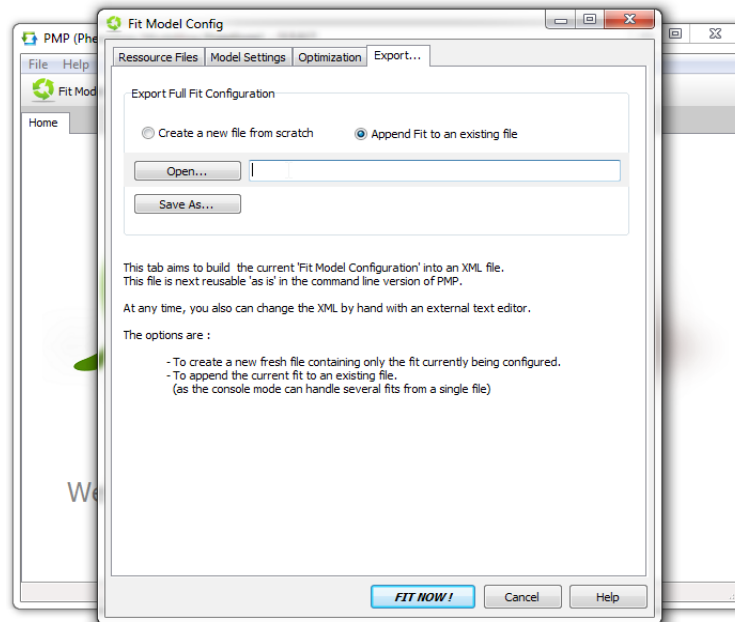 Fit Model Config
PMP (Phe
File Help
Fit Mod
Home
Ressource Files Model Settings Optimization Export...
Export Full Fit Configuration
Create a new file from scratch Append Fit to an existing file
Open...
Save As...
This tab aims to build the current 'Fit Model Configuration' into an XML file.
This file is next reusable 'as is' in the command line version of PMP.
At any time, you also can change the XML by hand with an external text editor.
The options are :
- To create a new fresh file containing only the fit currently being configured.
- To append the current fit to an existing file.
(as the console mode can handle several fits from a single file)
We
FIT NOW ! Cancel Help